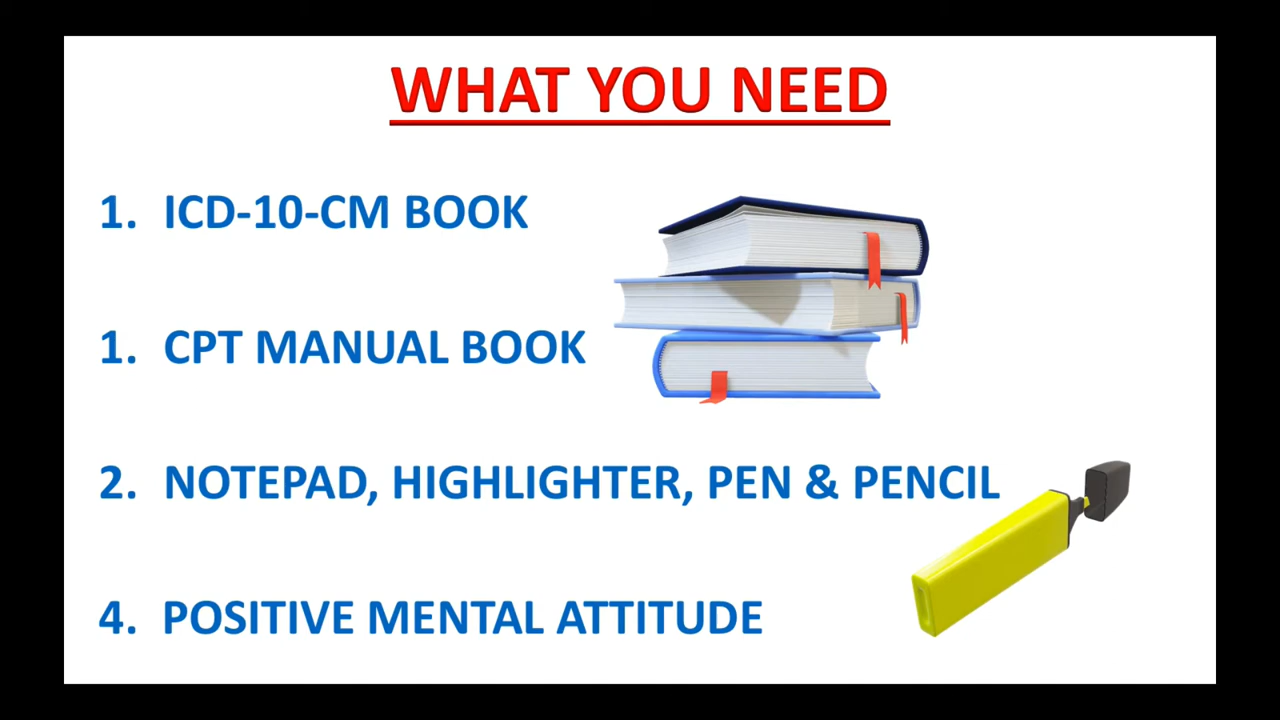 WHAT YOU NEED
1. ICD-10-CM BOOK
1. CPT MANUAL BOOK
2. NOTEPAD, HIGHLIGHTER, PEN & PENCIL
4. POSITIVE MENTAL ATTITUDE